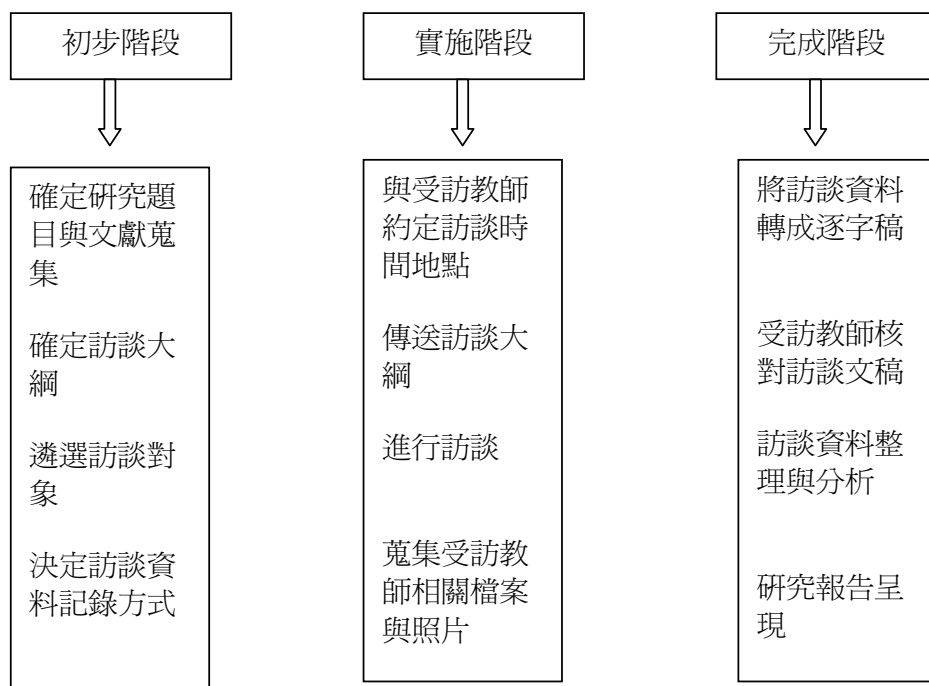 初步階段
確定研究題
目與文獻蒐
集
確定訪談大
綱
遴選訪談對
象
決定訪談資
料記錄方式
實施階段
與受訪教師
約定訪談時
間地點
傳送訪談大
綱
進行訪談
蒐集受訪教
師相關檔案
與照片
完成階段
將訪談資料
轉成逐字稿
受訪教師核
對訪談文稿
訪談資料整
理與分析
研究報告呈
現